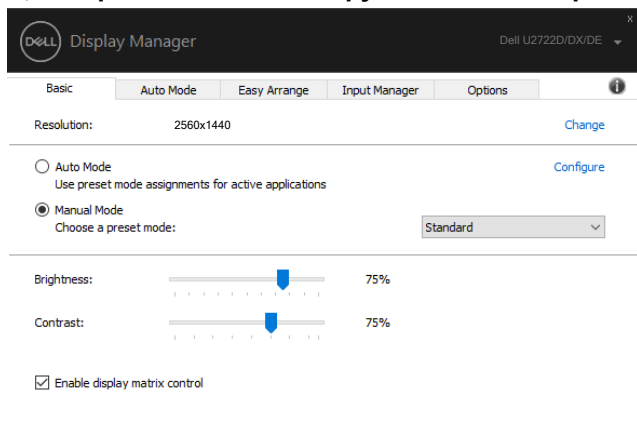 DELL Display Manager
Dell U2722D/DX/DE
x
Basic Auto Mode Easy Arrange Input Manager Options i
Resolution: 2560x1440 Change
Auto Mode Configure
Use preset mode assignments for active applications
Manual Mode
Choose a preset mode: Standard
Brightness: 75%
Contrast: 75%
Enable display matrix control